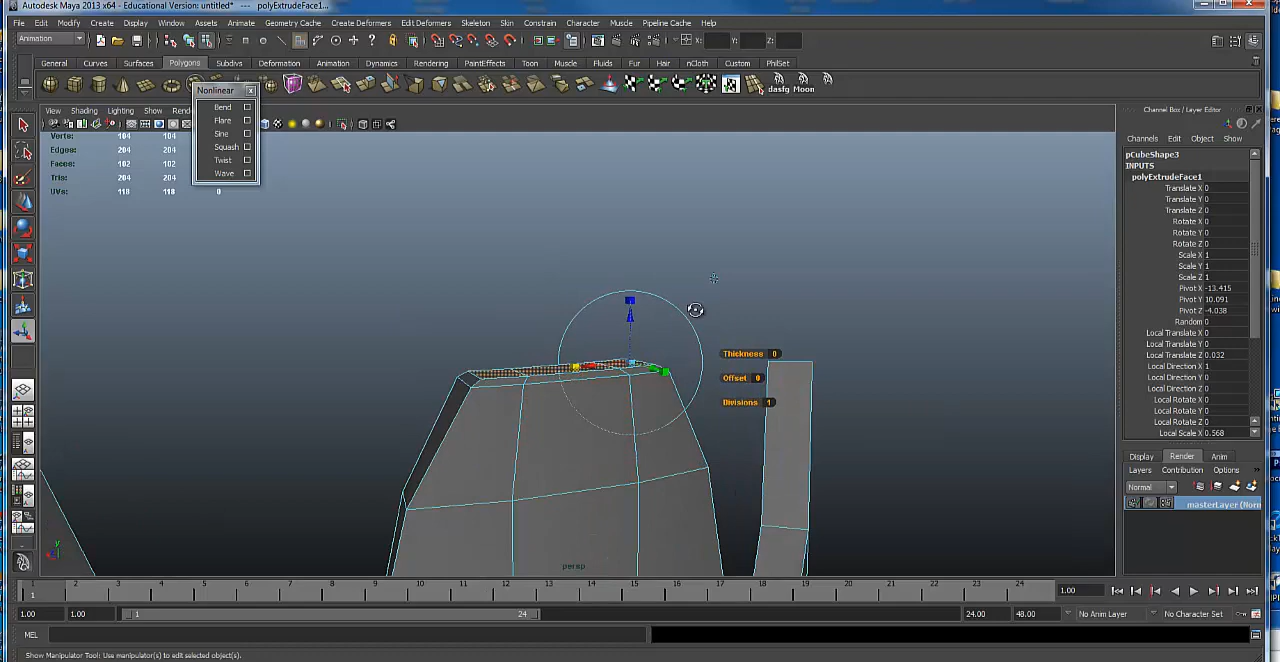 Autodesk Maya 2013 x64 - Educational Version: untitled* --- polyExtrudeFace1...
File Edit Modify Create Display Window Assets Animate Geometry Cache Create Deformers Edit Deformers Skeleton Skin Constrain Character Muscle Pipeline Cache Help
Animation X: Y: Z:
General Curves Surfaces Polygons Subdivs Deformation Animation Dynamics Rendering PaintEffects Toon Muscle Fluids Fur Hair nCloth Custom PhilSet
dasfg Moon
Nonlinear
Bend
Flare
Sine
Squash
Twist
Wave
View Shading Lighting Show
Verts: 104 104
Edges: 204 204
Faces: 102 102
Tris: 204 204
UVs: 118 118 0
Thickness 0
Offset 0
Divisions 1
persp
Channel Box / Layer Editor
Channels Edit Object Show
pCubeShape3
INPUTS
polyExtrudeFace1
Translate X 0
Translate Y 0
Translate Z 0
Rotate X 0
Rotate Y 0
Rotate Z 0
Scale X 1
Scale Y 1
Scale Z 1
Pivot X -13.415
Pivot Y 10.091
Pivot Z -4.038
Random 0
Local Translate X 0
Local Translate Y 0
Local Translate Z 0.032
Local Direction X 1
Local Direction Y 0
Local Direction Z 0
Local Rotate X 0
Local Rotate Y 0
Local Rotate Z 0
Local Scale X 0.568
Display Render Anim
Layers Contribution Options
Normal
masterLayer (Norm
1 2 3 4 5 6 7 8 9 10 11 12 13 14 15 16 17 18 19 20 21 22 23 24 1.00
1
1.00 1.00 1 24 24.00 48.00 No Anim Layer No Character Set
MEL
Show Manipulator Tool: Use manipulator(s) to edit selected object(s).